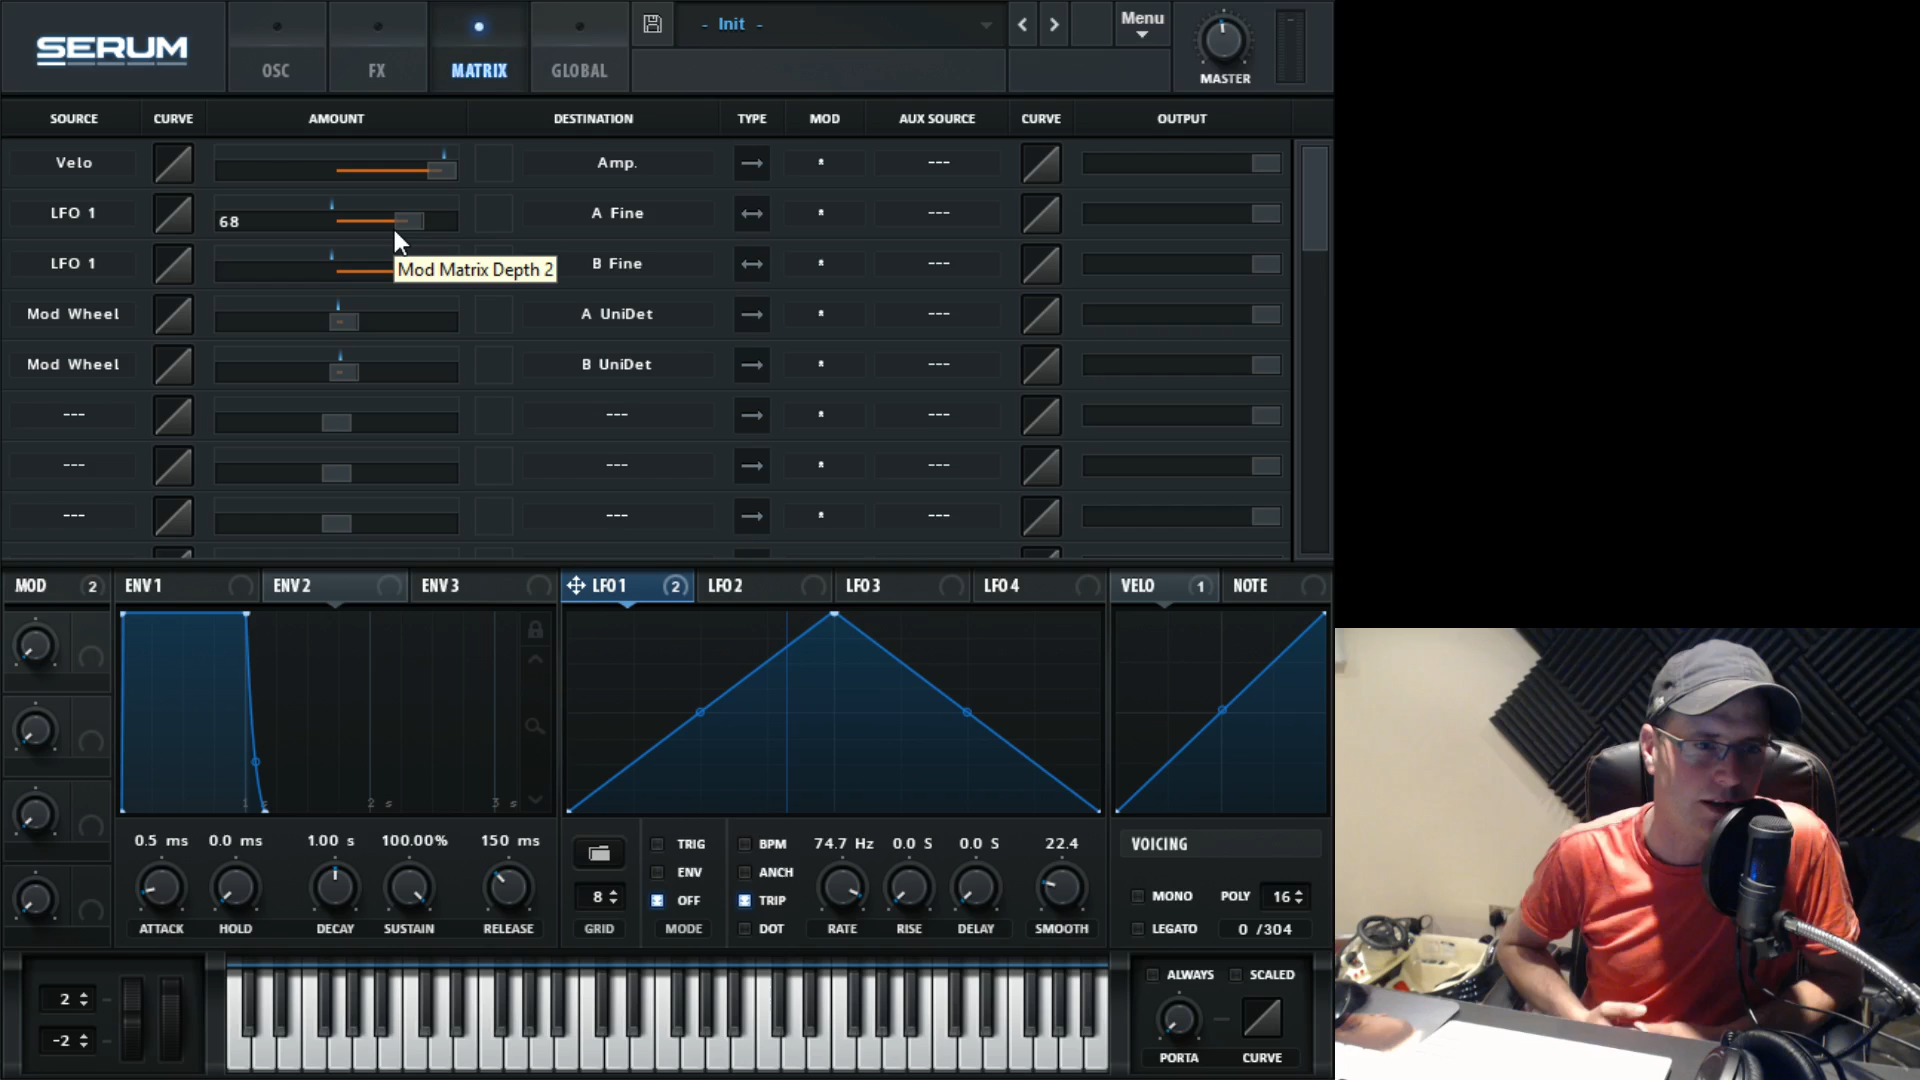 SERUM
OSC
FX
MATRIX
GLOBAL
- Init -
Menu
MASTER
SOURCE CURVE AMOUNT DESTINATION TYPE MOD AUX SOURCE CURVE OUTPUT
Velo Amp. * ---
LFO 1 68 A Fine * ---
Mod Matrix Depth 2
LFO 1 B Fine * ---
Mod Wheel A UniDet * ---
Mod Wheel B UniDet * ---
--- --- * ---
--- --- * ---
--- --- * ---
MOD 2 ENV 1 ENV 2 ENV 3 LFO 1 2 LFO 2 LFO 3 LFO 4 VELO 1 NOTE
1 s 2 s 3 s
0.5 ms 0.0 ms 1.00 s 100.00% 150 ms
ATTACK HOLD DECAY SUSTAIN RELEASE
8
GRID
TRIG
ENV
OFF
MODE
BPM
ANCH
TRIP
DOT
74.7 Hz 0.0 S 0.0 S 22.4
RATE RISE DELAY SMOOTH
VOICING
MONO POLY 16
LEGATO 0 /304
2
-2
ALWAYS SCALED
PORTA CURVE